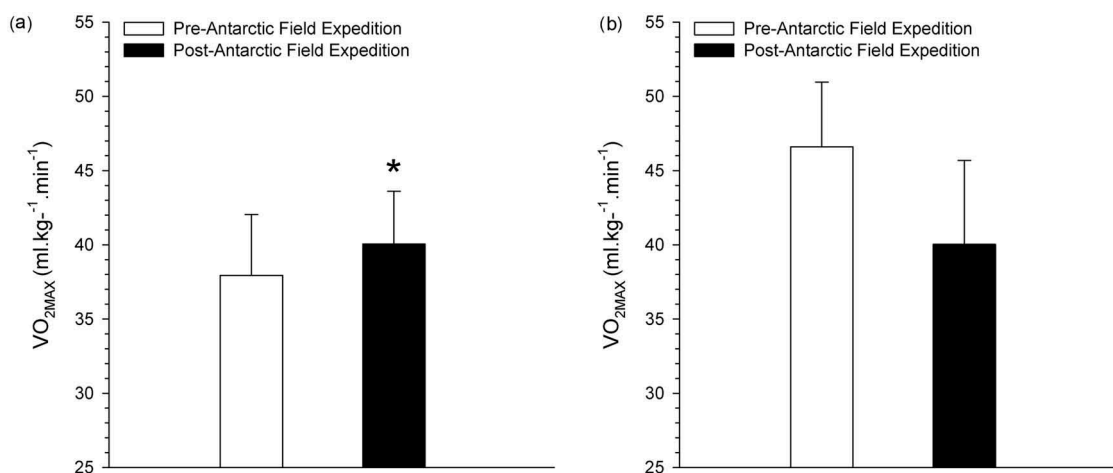 (a)
Pre-Antarctic Field Expedition
Post-Antarctic Field Expedition
*
VO2MAX (ml.kg-⁻¹.min⁻¹)
55
50
45
40
35
30
25
(b)
Pre-Antarctic Field Expedition
Post-Antarctic Field Expedition
VO2MAX (ml.kg-⁻¹.min⁻¹)
55
50
45
40
35
30
25